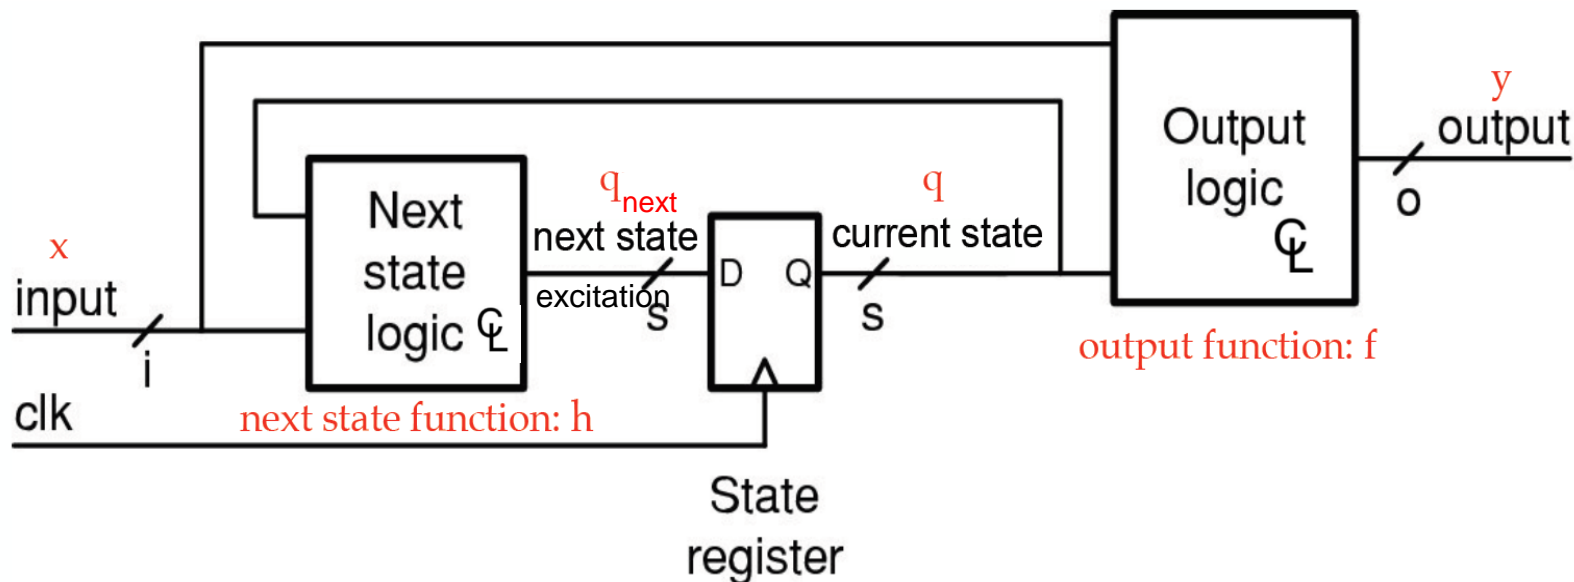 x
input
i
clk
Next
state
logic CL
next state function: h
q_next
next state
excitation
s
D
Q
State
register
q
current state
s
Output
logic
CL
output function: f
y
output
o